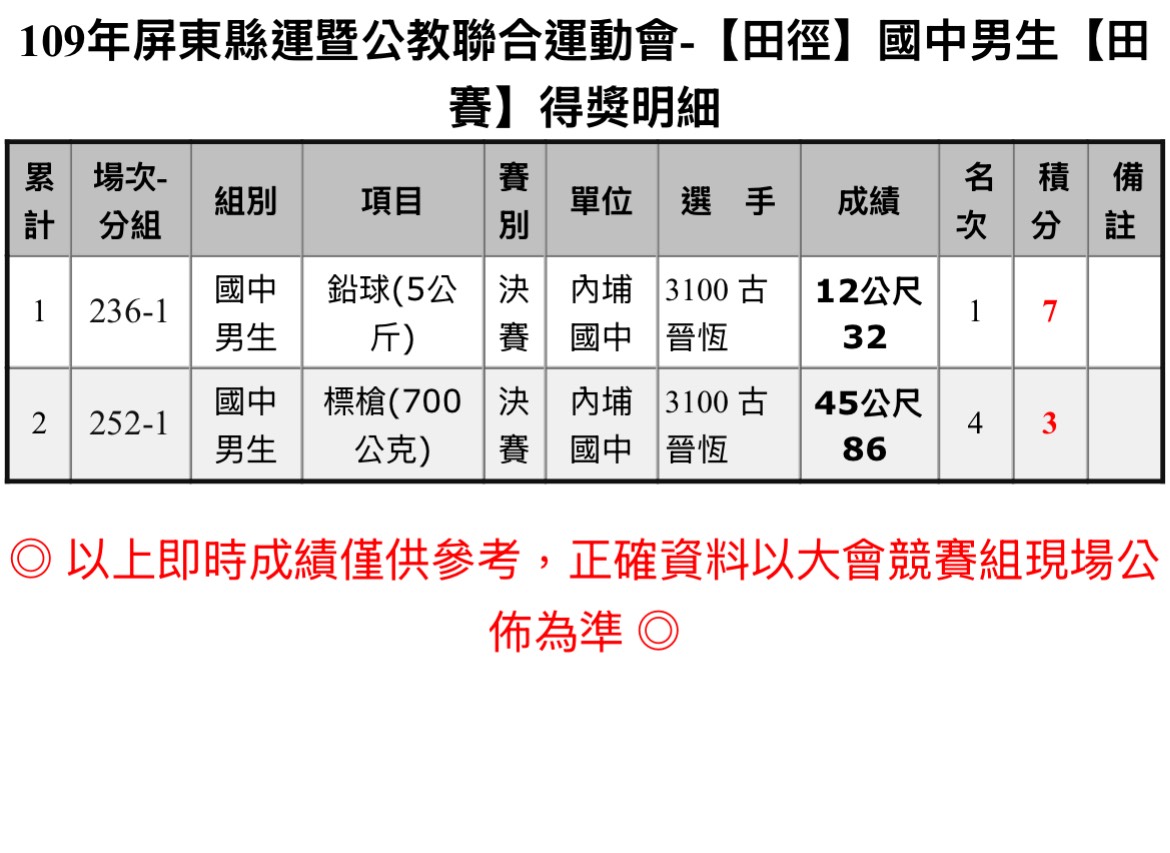 109年屏東縣運暨公教聯合運動會-【田徑】國中男生【田
賽】得獎明細
累計 場次-分組 組別 項目 賽別 單位 選 手 成績 名次 積分 備註
1 236-1 國中男生 鉛球(5公斤) 決賽 內埔國中 3100 古晉恆 12公尺32 1 7
2 252-1 國中男生 標槍(700公克) 決賽 內埔國中 3100 古晉恆 45公尺86 4 3
◎ 以上即時成績僅供參考，正確資料以大會競賽組現場公
佈為準 ◎